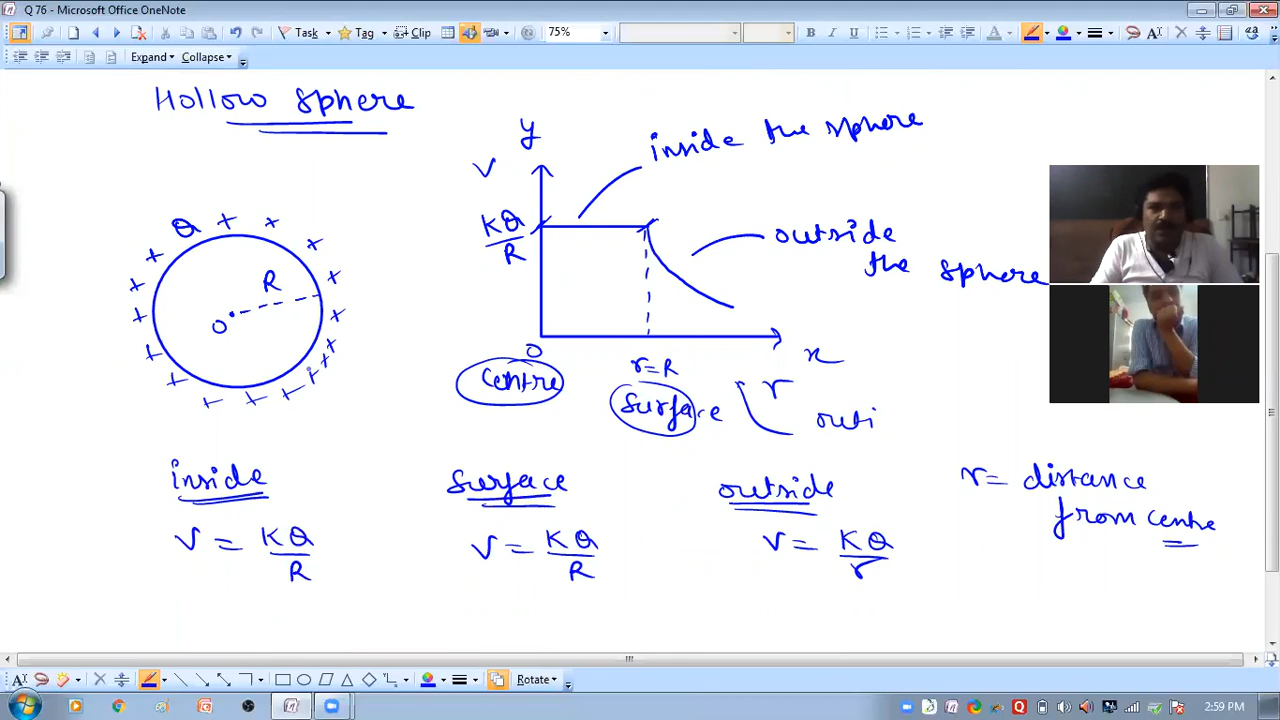 Q 76 - Microsoft Office OneNote
Task
Tag
Clip
75%
B I U
A
Expand
Collapse
Hollow sphere
y
V
inside the sphere
KQ
R
outside
the sphere
Q
R
O
O
x
r=R
r
Centre
Surface
outi
inside
surface
outside
r= distance
from centre
V = KQ
R
V = KQ
R
V = KQ
r
Rotate
2:59 PM